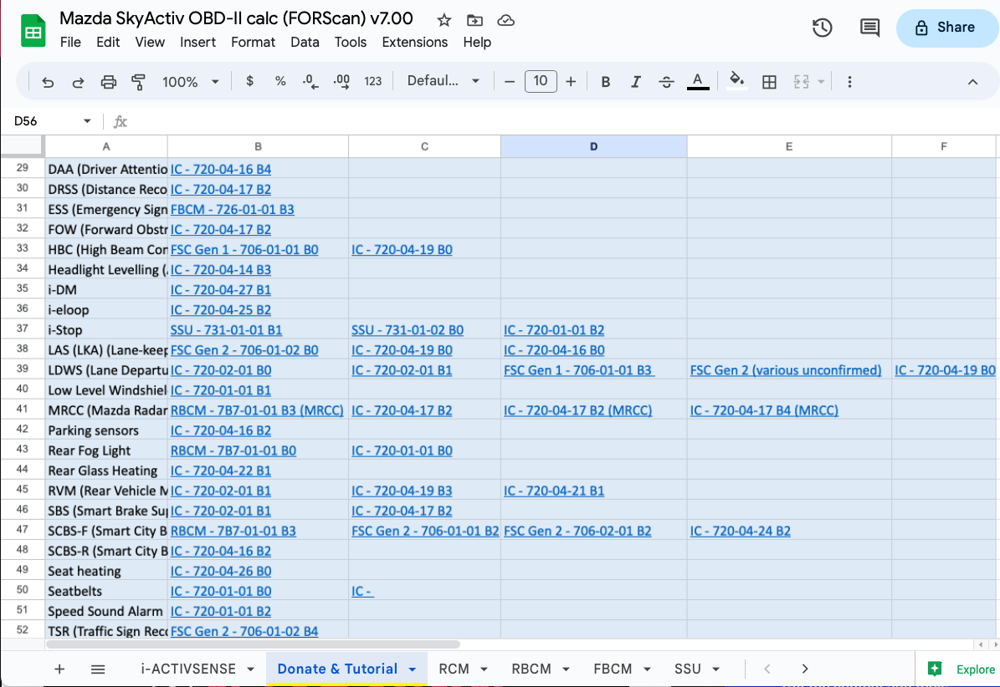 Mazda SkyActiv OBD-II calc (FORScan) v7.00
File Edit View Insert Format Data Tools Extensions Help
Share
100% $ % .0 .00 123 Defaul... 10 B I S A
D56 fx
A B C D E F
29 DAA (Driver Attentio IC - 720-04-16 B4
30 DRSS (Distance Reco IC - 720-04-17 B2
31 ESS (Emergency Sign FBCM - 726-01-01 B3
32 FOW (Forward Obstr IC - 720-04-17 B2
33 HBC (High Beam Con FSC Gen 1 - 706-01-01 B0 IC - 720-04-19 B0
34 Headlight Levelling ( IC - 720-04-14 B3
35 i-DM IC - 720-04-27 B1
36 i-eloop IC - 720-04-25 B2
37 i-Stop SSU - 731-01-01 B1 SSU - 731-01-02 B0 IC - 720-01-01 B2
38 LAS (LKA) (Lane-keep FSC Gen 2 - 706-01-02 B0 IC - 720-04-19 B0 IC - 720-04-16 B0
39 LDWS (Lane Departu IC - 720-02-01 B0 IC - 720-02-01 B1 FSC Gen 1 - 706-01-01 B3 FSC Gen 2 (various unconfirmed) IC - 720-04-19 B0
40 Low Level Windshiel IC - 720-01-01 B1
41 MRCC (Mazda Radar RBCM - 7B7-01-01 B3 (MRCC) IC - 720-04-17 B2 IC - 720-04-17 B2 (MRCC) IC - 720-04-17 B4 (MRCC)
42 Parking sensors IC - 720-04-16 B2
43 Rear Fog Light RBCM - 7B7-01-01 B0 IC - 720-01-01 B0
44 Rear Glass Heating IC - 720-04-22 B1
45 RVM (Rear Vehicle M IC - 720-02-01 B1 IC - 720-04-19 B3 IC - 720-04-21 B1
46 SBS (Smart Brake Sup IC - 720-02-01 B1 IC - 720-04-17 B2
47 SCBS-F (Smart City B RBCM - 7B7-01-01 B3 FSC Gen 2 - 706-01-01 B2 FSC Gen 2 - 706-02-01 B2 IC - 720-04-24 B2
48 SCBS-R (Smart City B IC - 720-04-16 B2
49 Seat heating IC - 720-04-26 B0
50 Seatbelts IC - 720-01-01 B0 IC -
51 Speed Sound Alarm IC - 720-01-01 B2
52 TSR (Traffic Sign Reco FSC Gen 2 - 706-01-02 B4
i-ACTIVSENSE Donate & Tutorial RCM RBCM FBCM SSU Explore